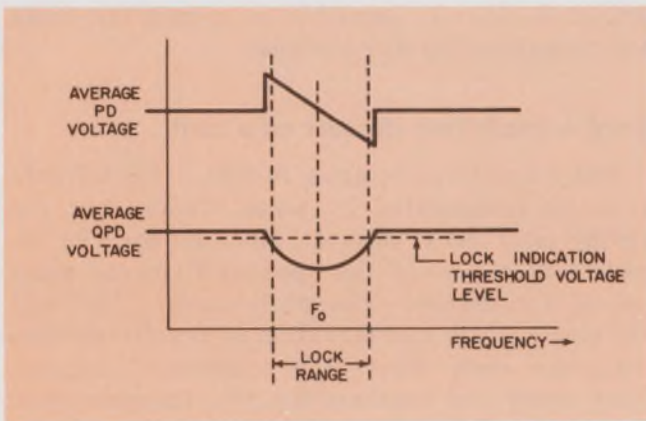 AVERAGE
PD
VOLTAGE
AVERAGE
QPD
VOLTAGE
LOCK INDICATION
THRESHOLD VOLTAGE
LEVEL
F₀
FREQUENCY→
LOCK
RANGE